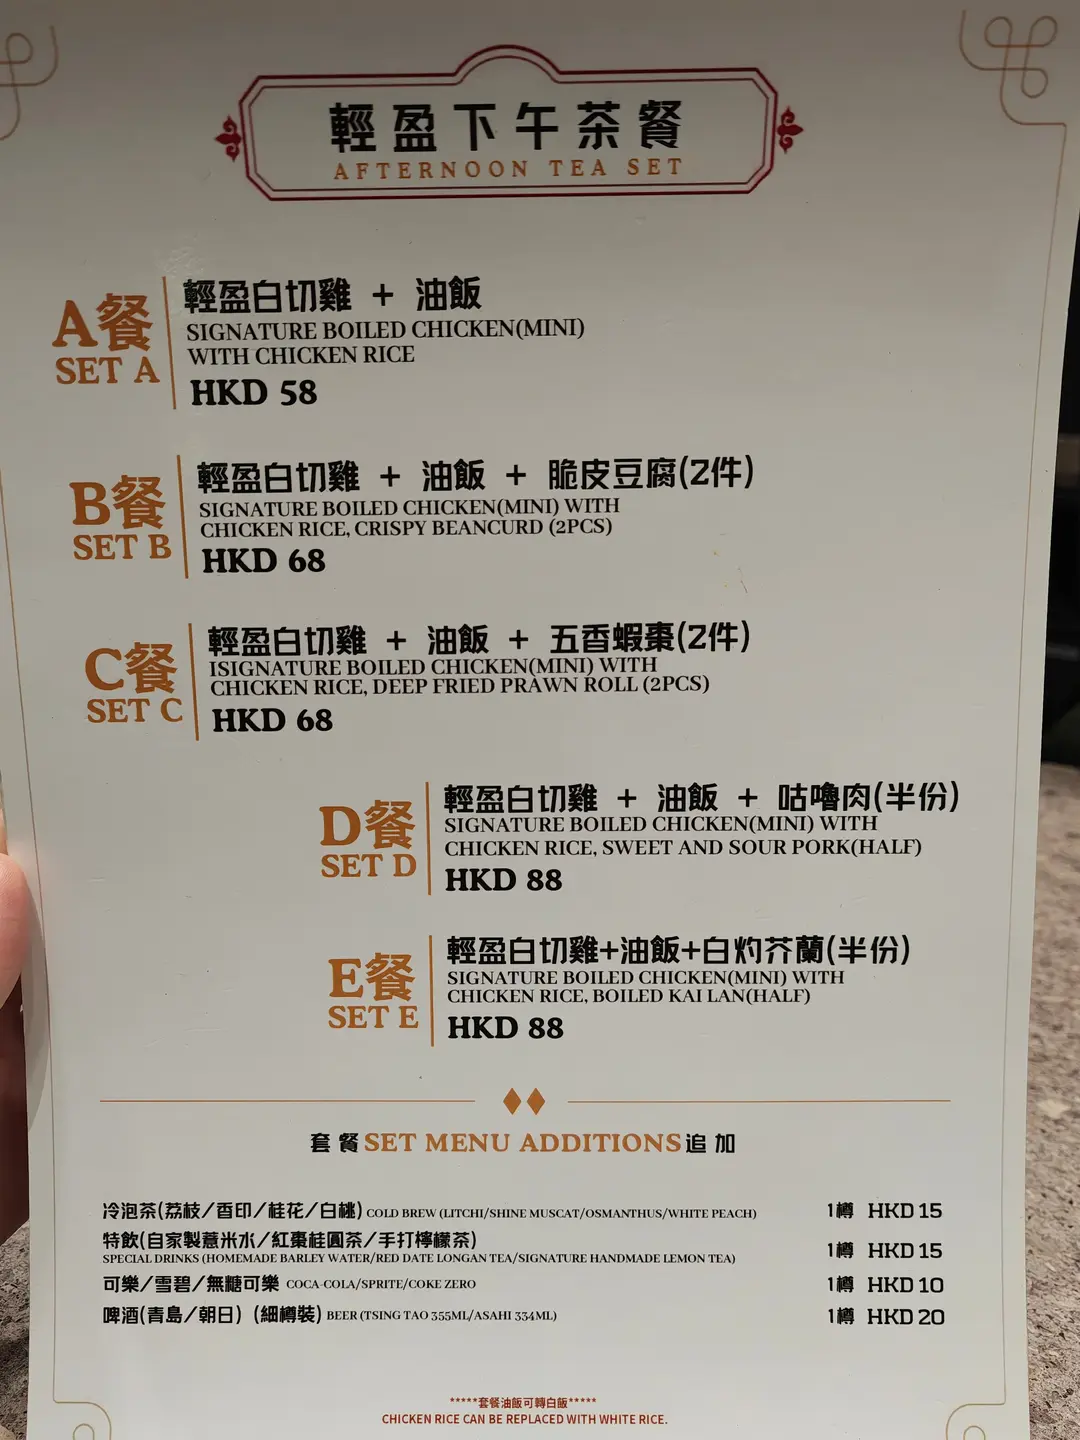 輕盈下午茶餐
AFTERNOON TEA SET
A餐
SET A
輕盈白切雞 + 油飯
SIGNATURE BOILED CHICKEN(MINI)
WITH CHICKEN RICE
HKD 58
B餐
SET B
輕盈白切雞 + 油飯 + 脆皮豆腐(2件)
SIGNATURE BOILED CHICKEN(MINI) WITH
CHICKEN RICE, CRISPY BEANCURD (2PCS)
HKD 68
C餐
SET C
輕盈白切雞 + 油飯 + 五香蝦棗(2件)
ISIGNATURE BOILED CHICKEN(MINI) WITH
CHICKEN RICE, DEEP FRIED PRAWN ROLL (2PCS)
HKD 68
D餐
SET D
輕盈白切雞 + 油飯 + 咕嚕肉(半份)
SIGNATURE BOILED CHICKEN(MINI) WITH
CHICKEN RICE, SWEET AND SOUR PORK(HALF)
HKD 88
E餐
SET E
輕盈白切雞+油飯+白灼芥蘭(半份)
SIGNATURE BOILED CHICKEN(MINI) WITH
CHICKEN RICE, BOILED KAI LAN(HALF)
HKD 88
套餐SET MENU ADDITIONS追加
冷泡茶(荔枝/香印/桂花/白桃) COLD BREW (LITCHI/SHINE MUSCAT/OSMANTHUS/WHITE PEACH) 1樽 HKD 15
特飲(自家製薏米水/紅棗桂圓茶/手打檸檬茶)
SPECIAL DRINKS (HOMEMADE BARLEY WATER/RED DATE LONGAN TEA/SIGNATURE HANDMADE LEMON TEA) 1樽 HKD 15
可樂/雪碧/無糖可樂 COCA-COLA/SPRITE/COKE ZERO 1樽 HKD 10
啤酒(青島/朝日) (細樽裝) BEER (TSING TAO 355ML/ASAHI 334ML) 1樽 HKD 20
*****套餐油飯可轉白飯*****
CHICKEN RICE CAN BE REPLACED WITH WHITE RICE.